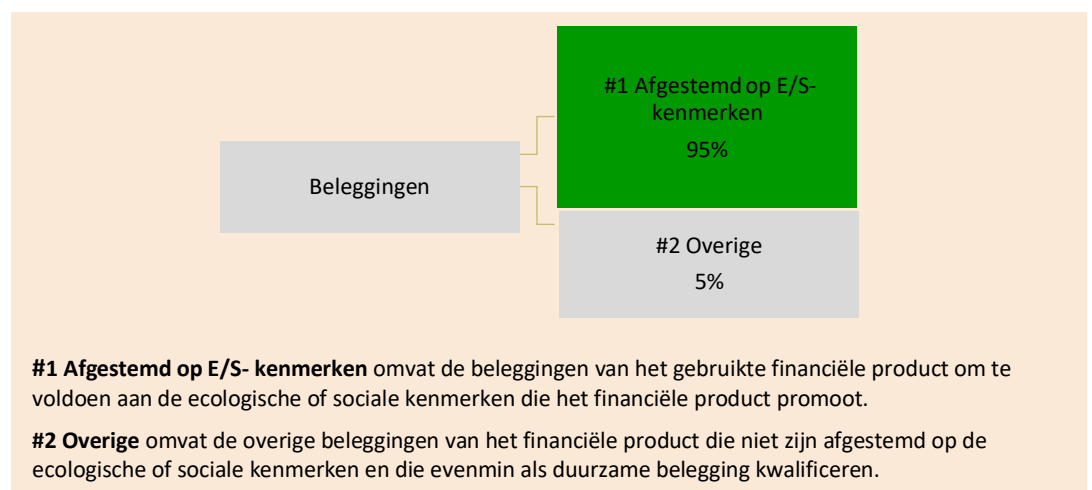 #1 Afgestemd op E/S-
kenmerken
95%
Beleggingen
#2 Overige
5%
#1 Afgestemd op E/S- kenmerken omvat de beleggingen van het gebruikte financiële product om te
voldoen aan de ecologische of sociale kenmerken die het financiële product promoot.
#2 Overige omvat de overige beleggingen van het financiële product die niet zijn afgestemd op de
ecologische of sociale kenmerken en die evenmin als duurzame belegging kwalificeren.